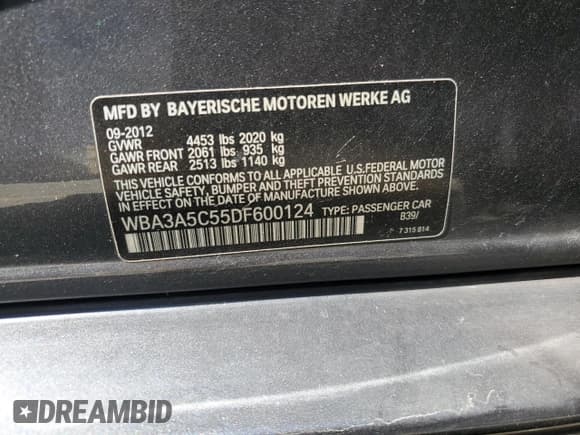 MFD BY BAYERISCHE MOTOREN WERKE AG
09-2012
GVWR 4453 lbs 2020 kg
GAWR FRONT 2061 lbs 935 kg
GAWR REAR 2513 lbs 1140 kg
THIS VEHICLE CONFORMS TO ALL APPLICABLE U.S.FEDERAL MOTOR
VEHICLE SAFETY, BUMPER AND THEFT PREVENTION STANDARDS
IN EFFECT ON THE DATE OF MANUFACTURE SHOWN ABOVE.
WBA3A5C55DF600124 TYPE: PASSENGER CAR
B39/
7 315 814
DREAMBID